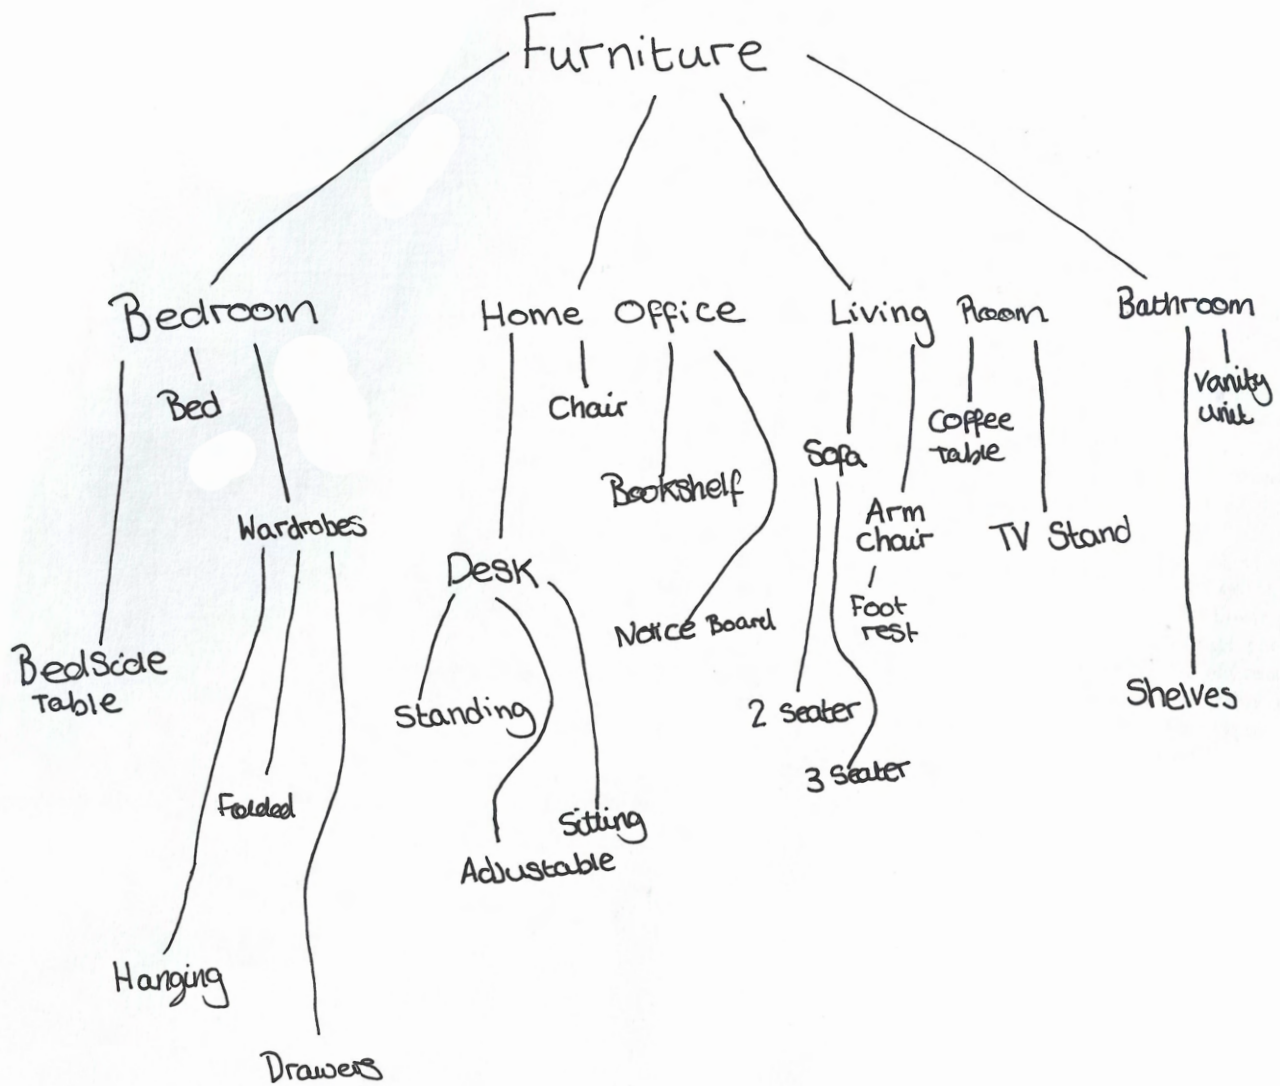 Furniture
Bedroom
Home Office
Living Room
Bathroom
Bed
Chair
Vanity
unit
Coffee
table
Sofa
Bookshelf
Wardrobes
Arm
Chair
TV Stand
Desk
Foot
rest
Notice Board
Bedside
Table
Shelves
Standing
2 Seater
3 Seater
Folded
Sitting
Adjustable
Hanging
Drawers